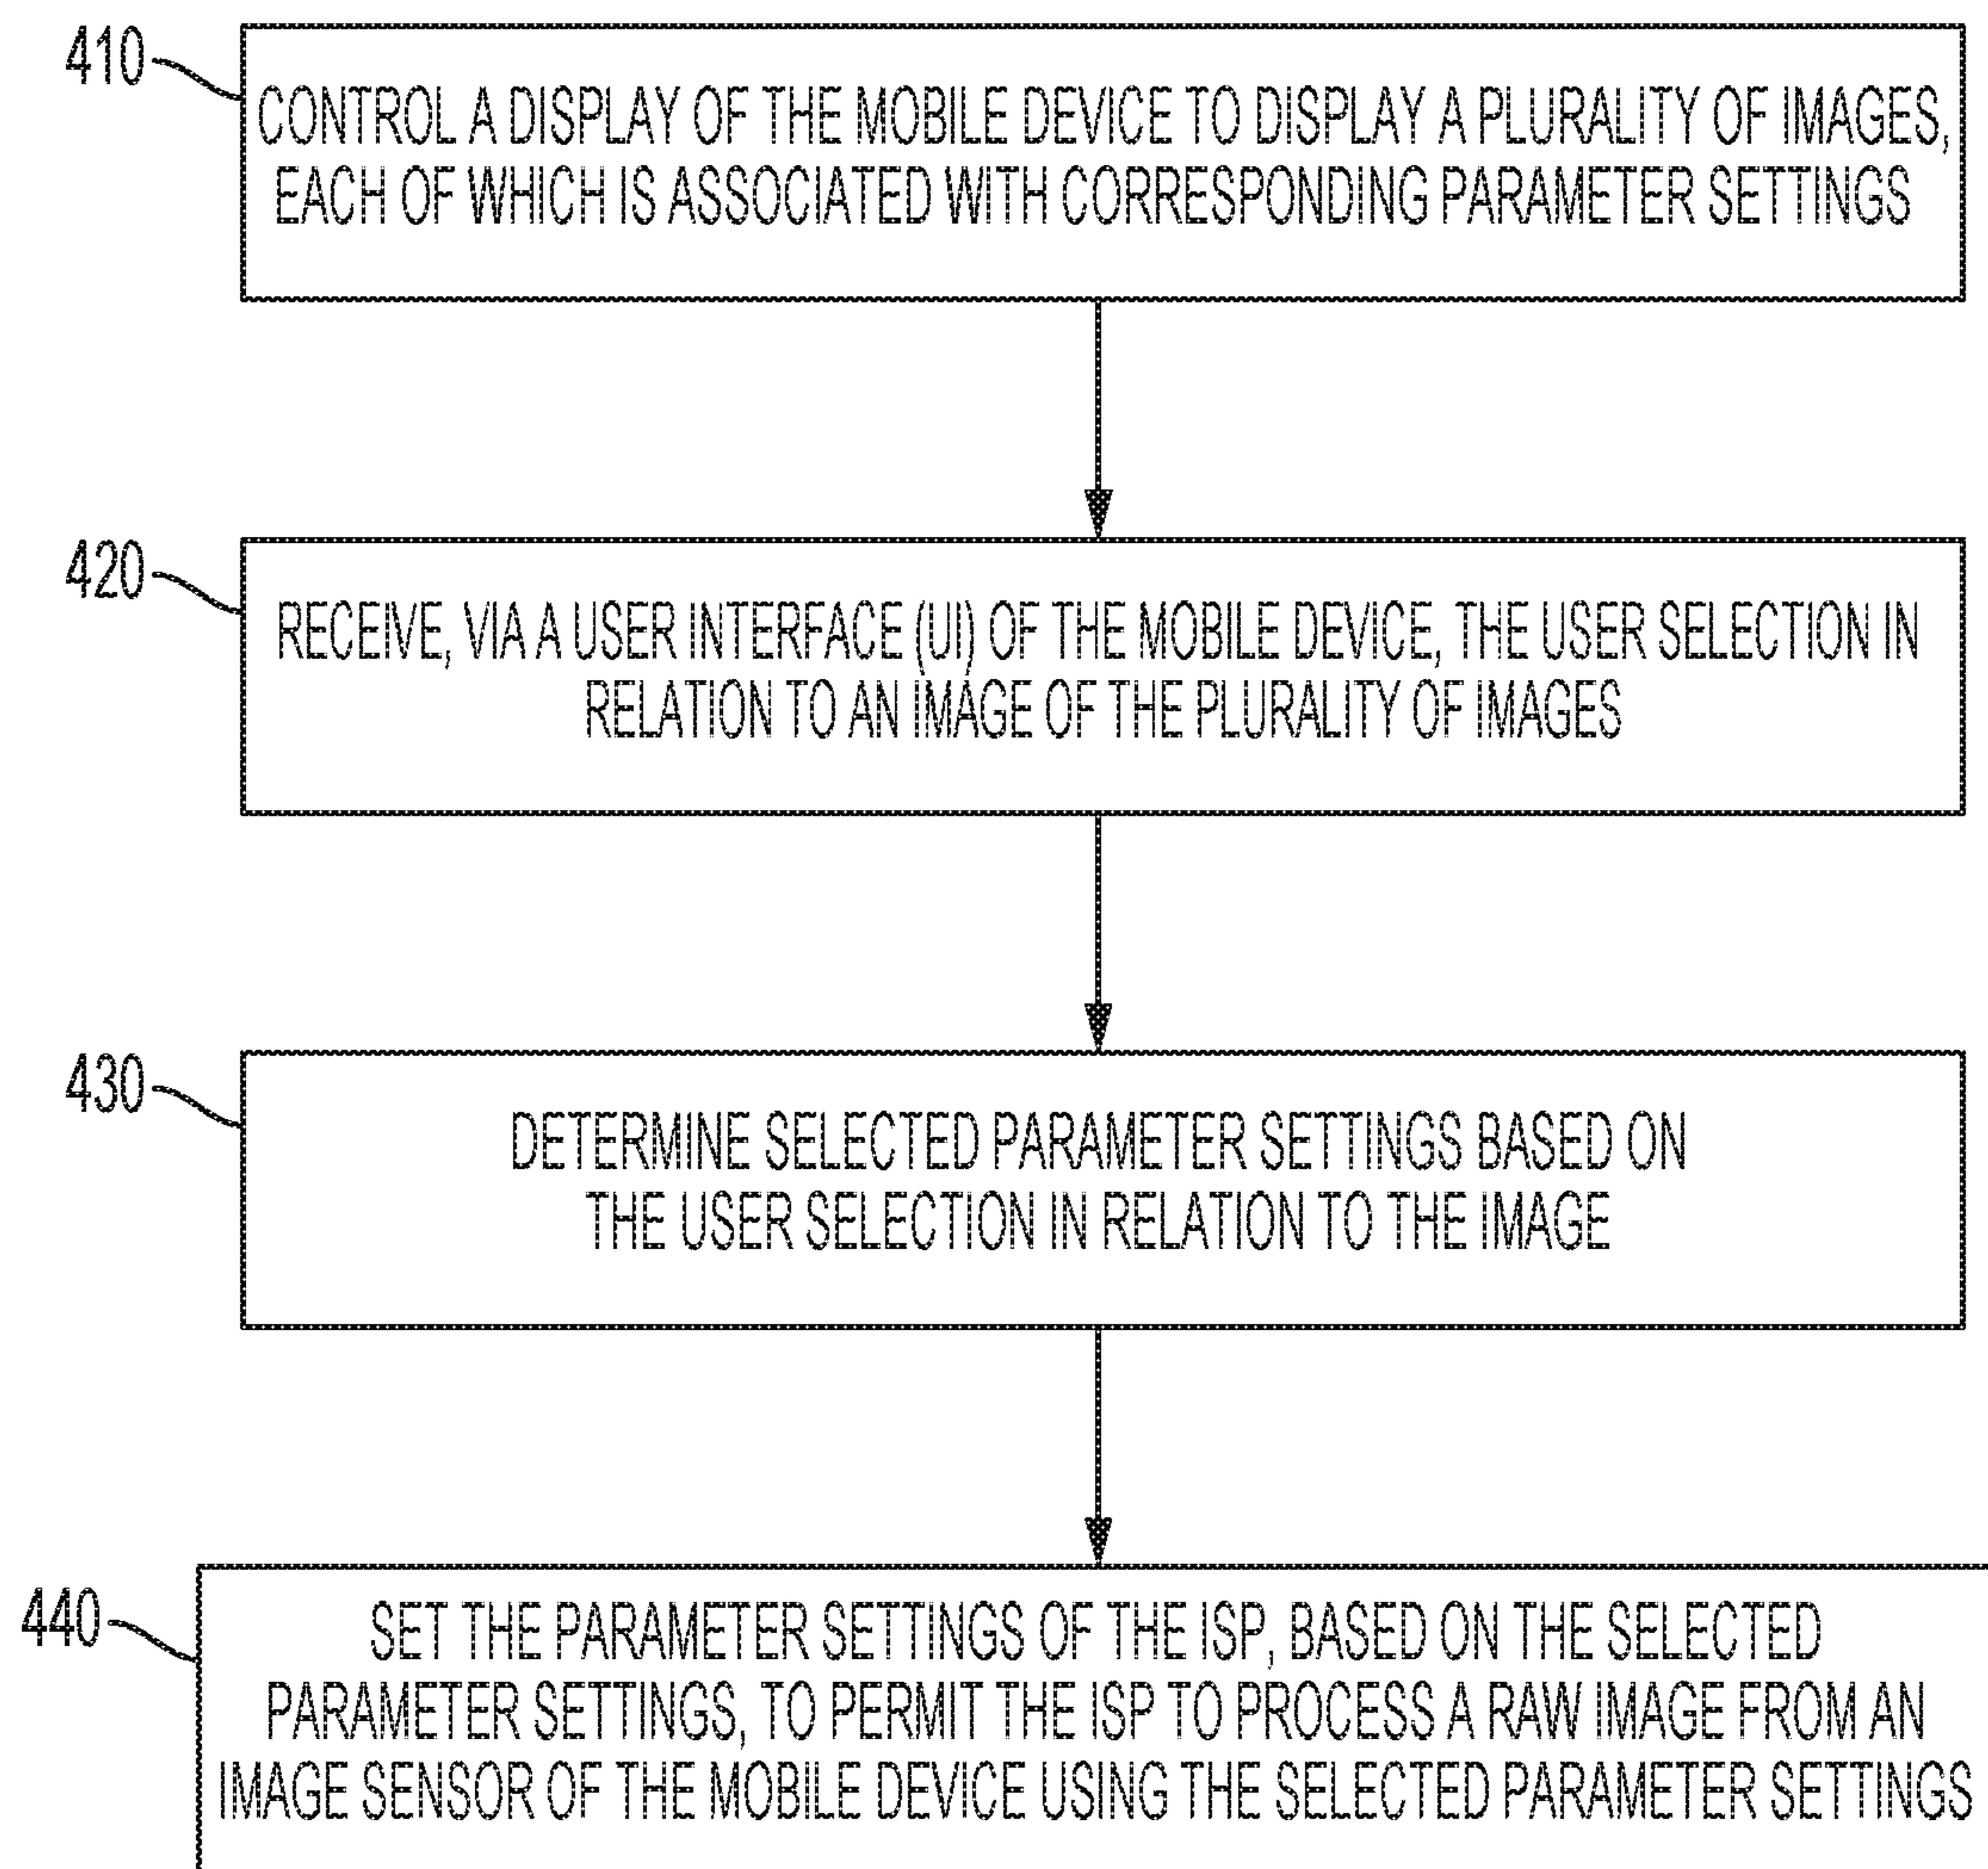 410
CONTROL A DISPLAY OF THE MOBILE DEVICE TO DISPLAY A PLURALITY OF IMAGES,
EACH OF WHICH IS ASSOCIATED WITH CORRESPONDING PARAMETER SETTINGS
420
RECEIVE, VIA A USER INTERFACE (UI) OF THE MOBILE DEVICE, THE USER SELECTION IN
RELATION TO AN IMAGE OF THE PLURALITY OF IMAGES
430
DETERMINE SELECTED PARAMETER SETTINGS BASED ON
THE USER SELECTION IN RELATION TO THE IMAGE
440
SET THE PARAMETER SETTINGS OF THE ISP, BASED ON THE SELECTED
PARAMETER SETTINGS, TO PERMIT THE ISP TO PROCESS A RAW IMAGE FROM AN
IMAGE SENSOR OF THE MOBILE DEVICE USING THE SELECTED PARAMETER SETTINGS